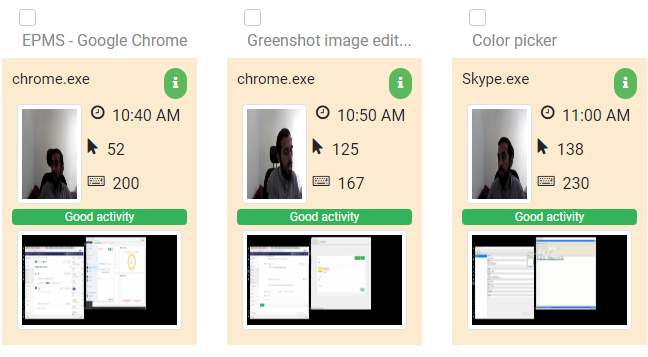 EPMS - Google Chrome
chrome.exe
10:40 AM
52
200
Good activity
Greenshot image edit...
chrome.exe
10:50 AM
125
167
Good activity
Color picker
Skype.exe
11:00 AM
138
230
Good activity